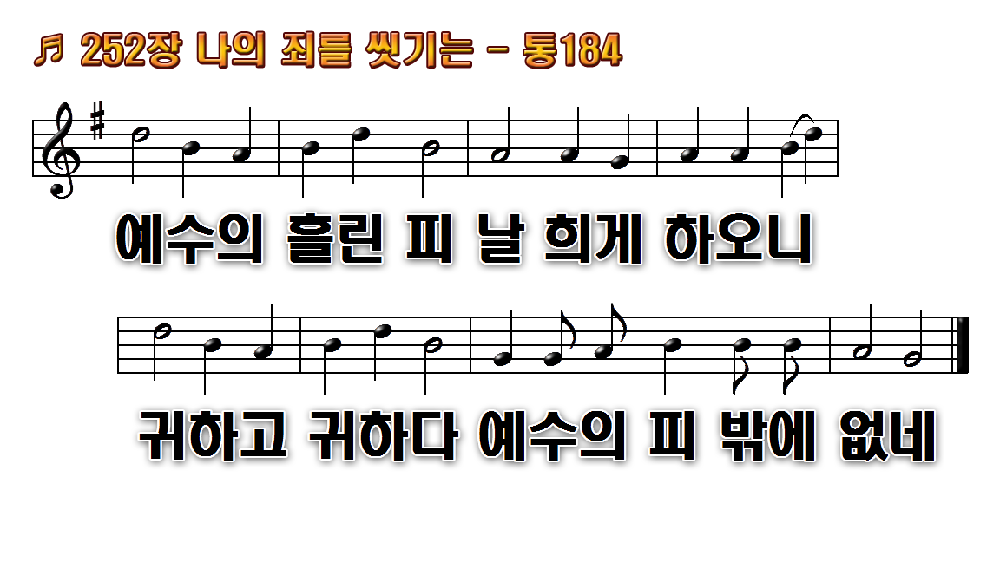 ♬ 252장 나의 죄를 씻기는 - 통184
예수의 흘린 피 날 희게 하오니
귀하고 귀하다 예수의 피 밖에 없네